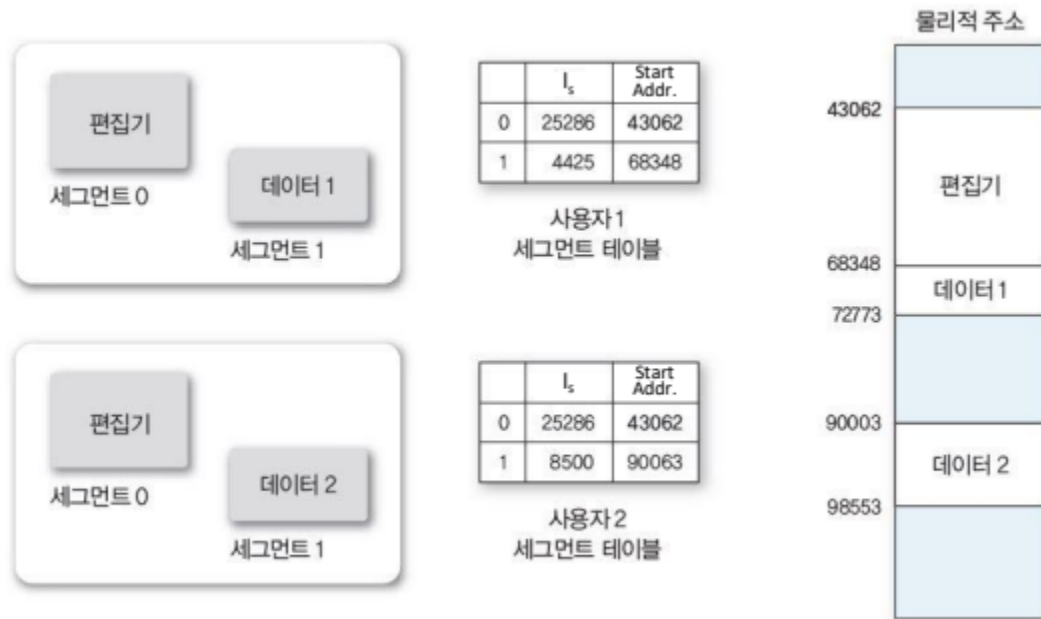 물리적 주소
편집기
세그먼트 0
데이터 1
세그먼트 1
lₛ Start Addr.
0 25286 43062
1 4425 68348
사용자 1
세그먼트 테이블
43062
편집기
68348
데이터 1
72773
편집기
세그먼트 0
데이터 2
세그먼트 1
lₛ Start Addr.
0 25286 43062
1 8500 90063
사용자 2
세그먼트 테이블
90003
데이터 2
98553